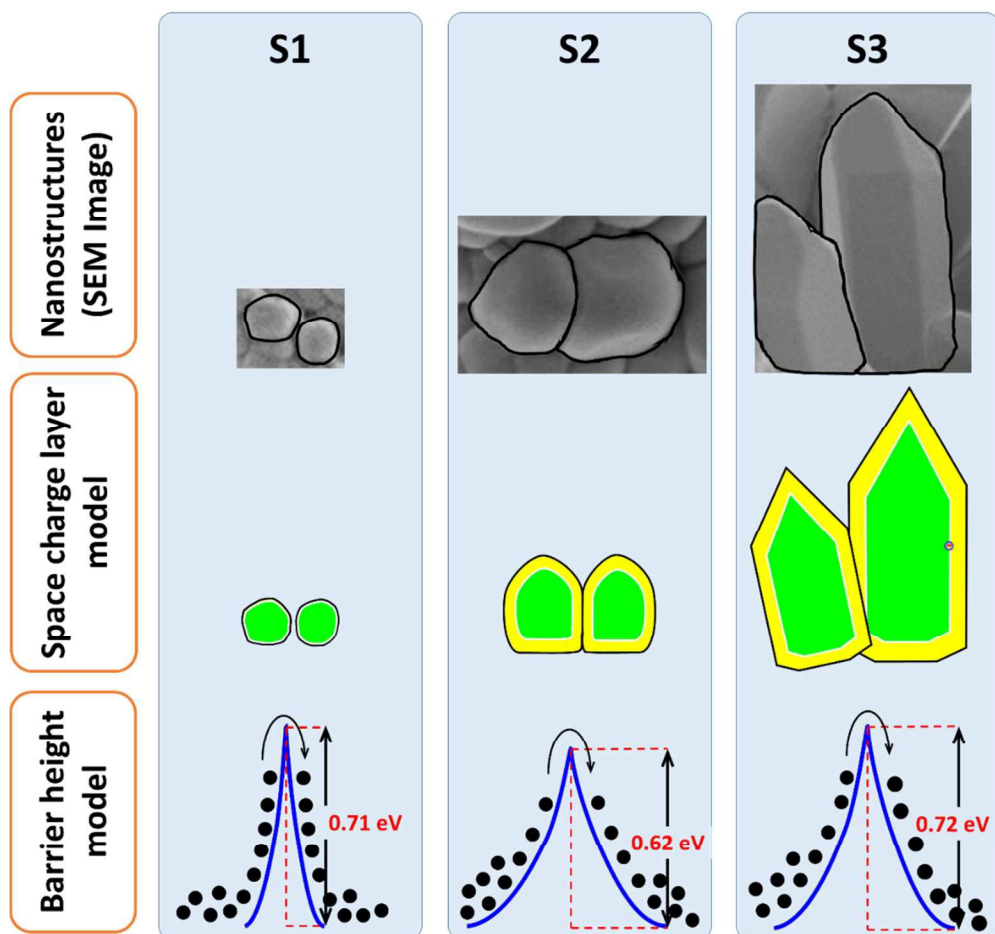 S1
S2
S3
Nanostructures
(SEM Image)
Space charge layer
model
Barrier height
model
0.71 eV
0.62 eV
0.72 eV